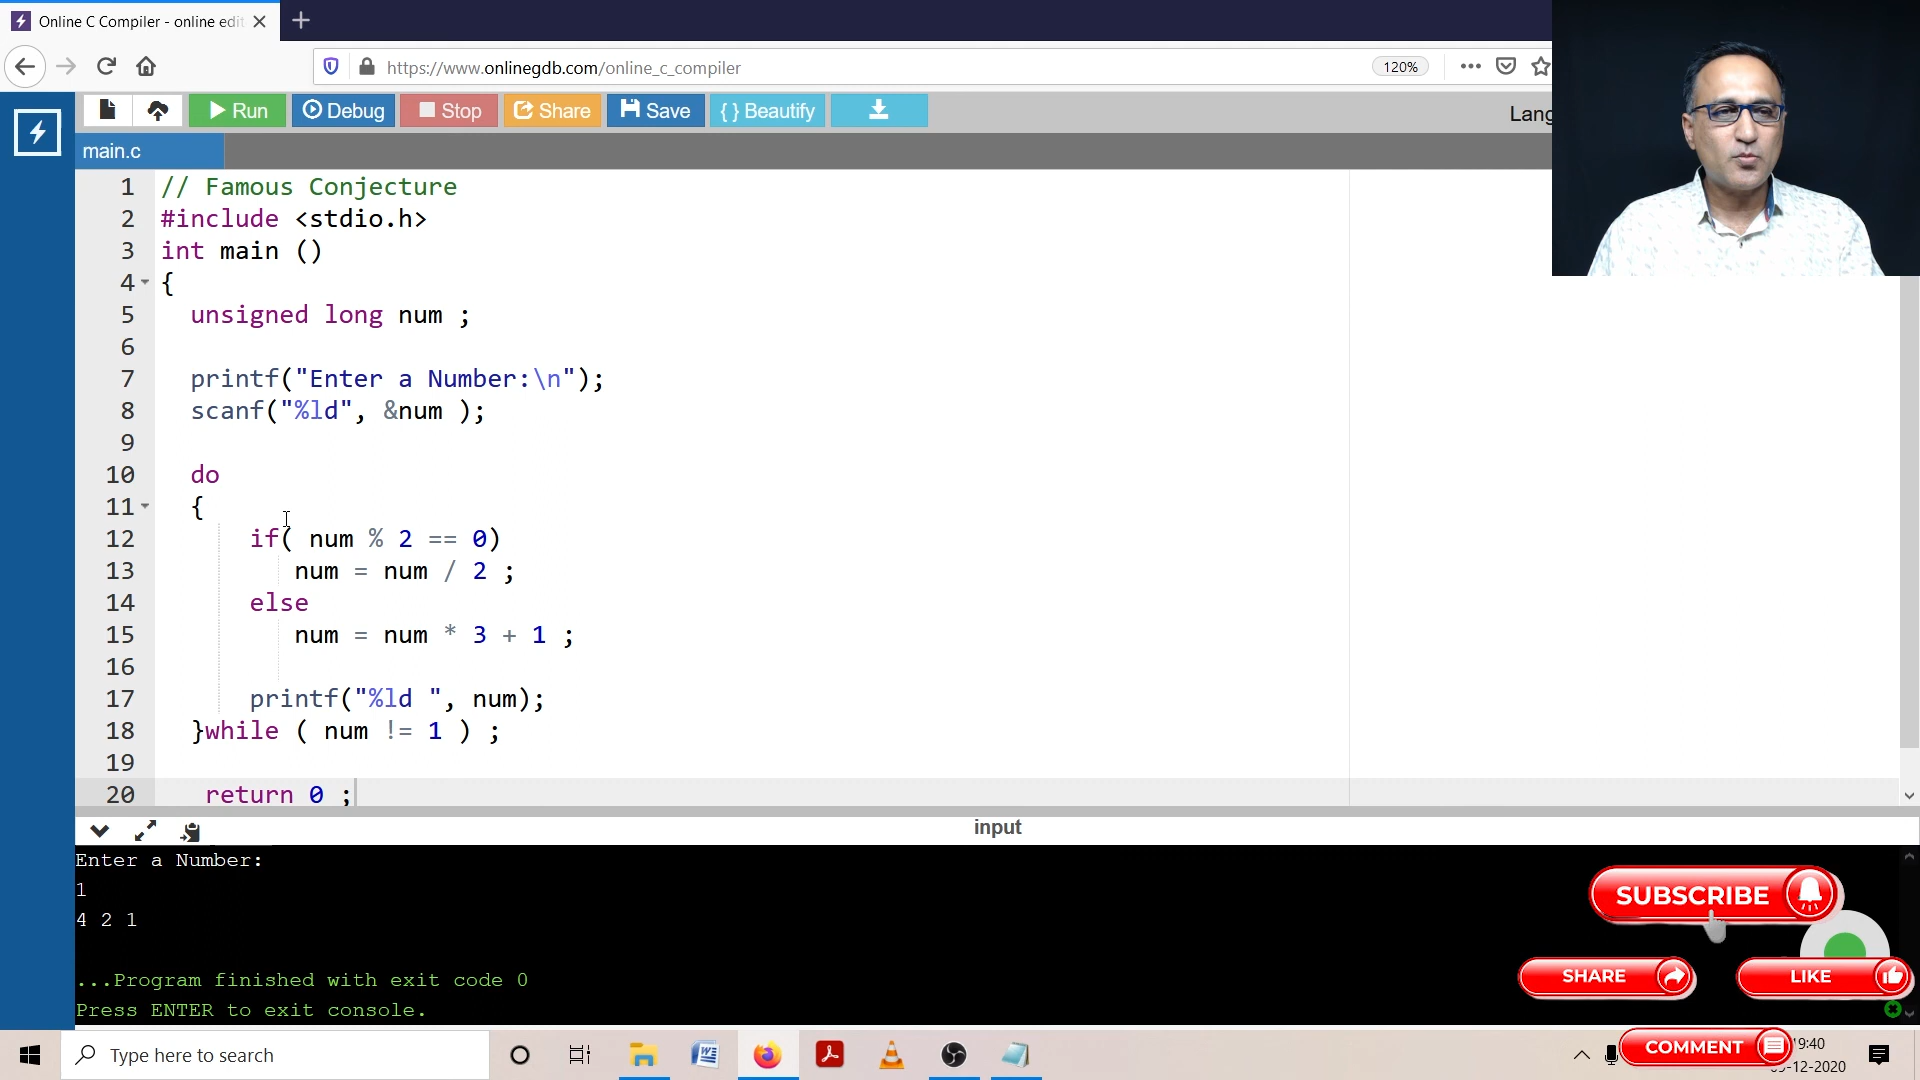 Online C Compiler - online edit
https://www.onlinegdb.com/online_c_compiler
120%
Run
Debug
Stop
Share
Save
{ } Beautify
Lang
main.c
1 // Famous Conjecture
2 #include <stdio.h>
3 int main ()
4 {
5 unsigned long num ;
6
7 printf("Enter a Number:\n");
8 scanf("%ld", &num );
9
10 do
11 {
12 if( num % 2 == 0)
13 num = num / 2 ;
14 else
15 num = num * 3 + 1 ;
16
17 printf("%ld ", num);
18 }while ( num != 1 ) ;
19
20 return 0 ;
input
Enter a Number:
1
4 2 1
...Program finished with exit code 0
Press ENTER to exit console.
SUBSCRIBE
SHARE
LIKE
COMMENT
Type here to search
9:40
-12-2020